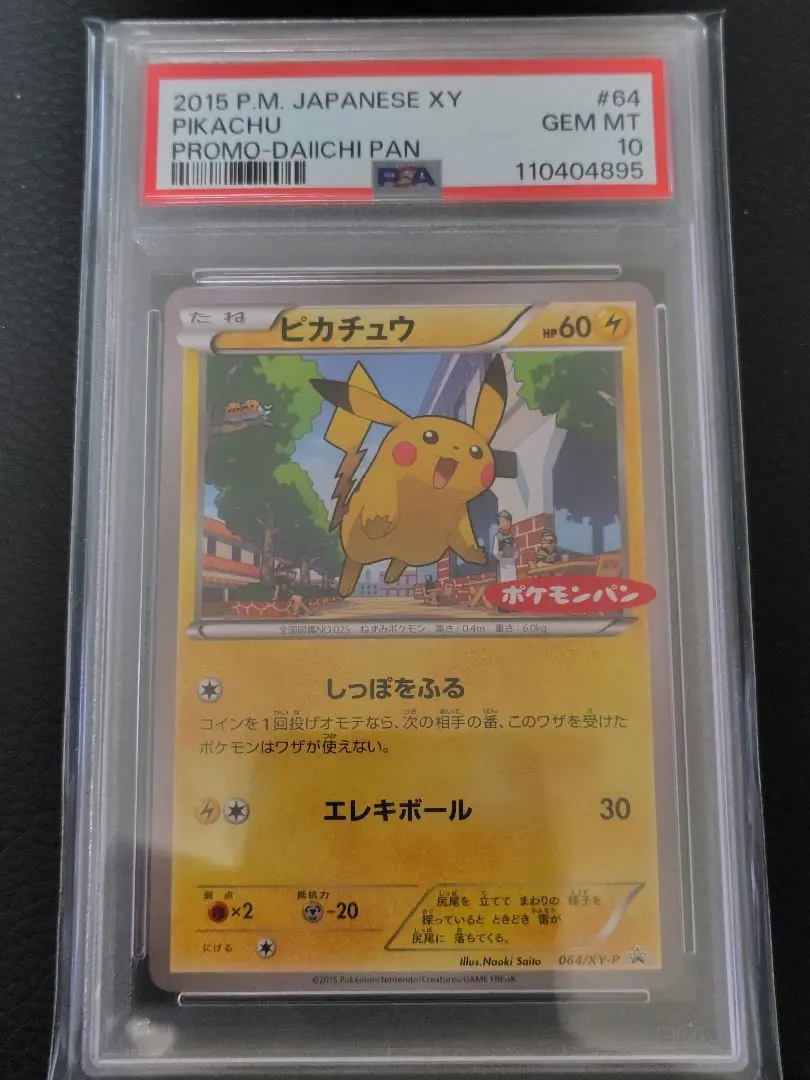 2015 P.M. JAPANESE XY #64
PIKACHU GEM MT
PROMO-DAIICHI PAN 10
PSA 110404895
たね ピカチュウ HP60
ポケモンパン
全国図鑑NO.025 ねずみポケモン 高さ:0.4m 重さ:6.0kg
しっぽをふる
コインを1回投げオモテなら、次の相手の番、このワザを受けた
ポケモンはワザが使えない。
エレキボール 30
弱点 抵抗力
×2 -20
にげる
尻尾を 立てて まわりの 様子を
探っていると ときどき 雷が
尻尾に 落ちてくる。
Illus.Naoki Saito 064/XY-P
©2015 Pokémon/Nintendo/Creatures/GAME FREAK